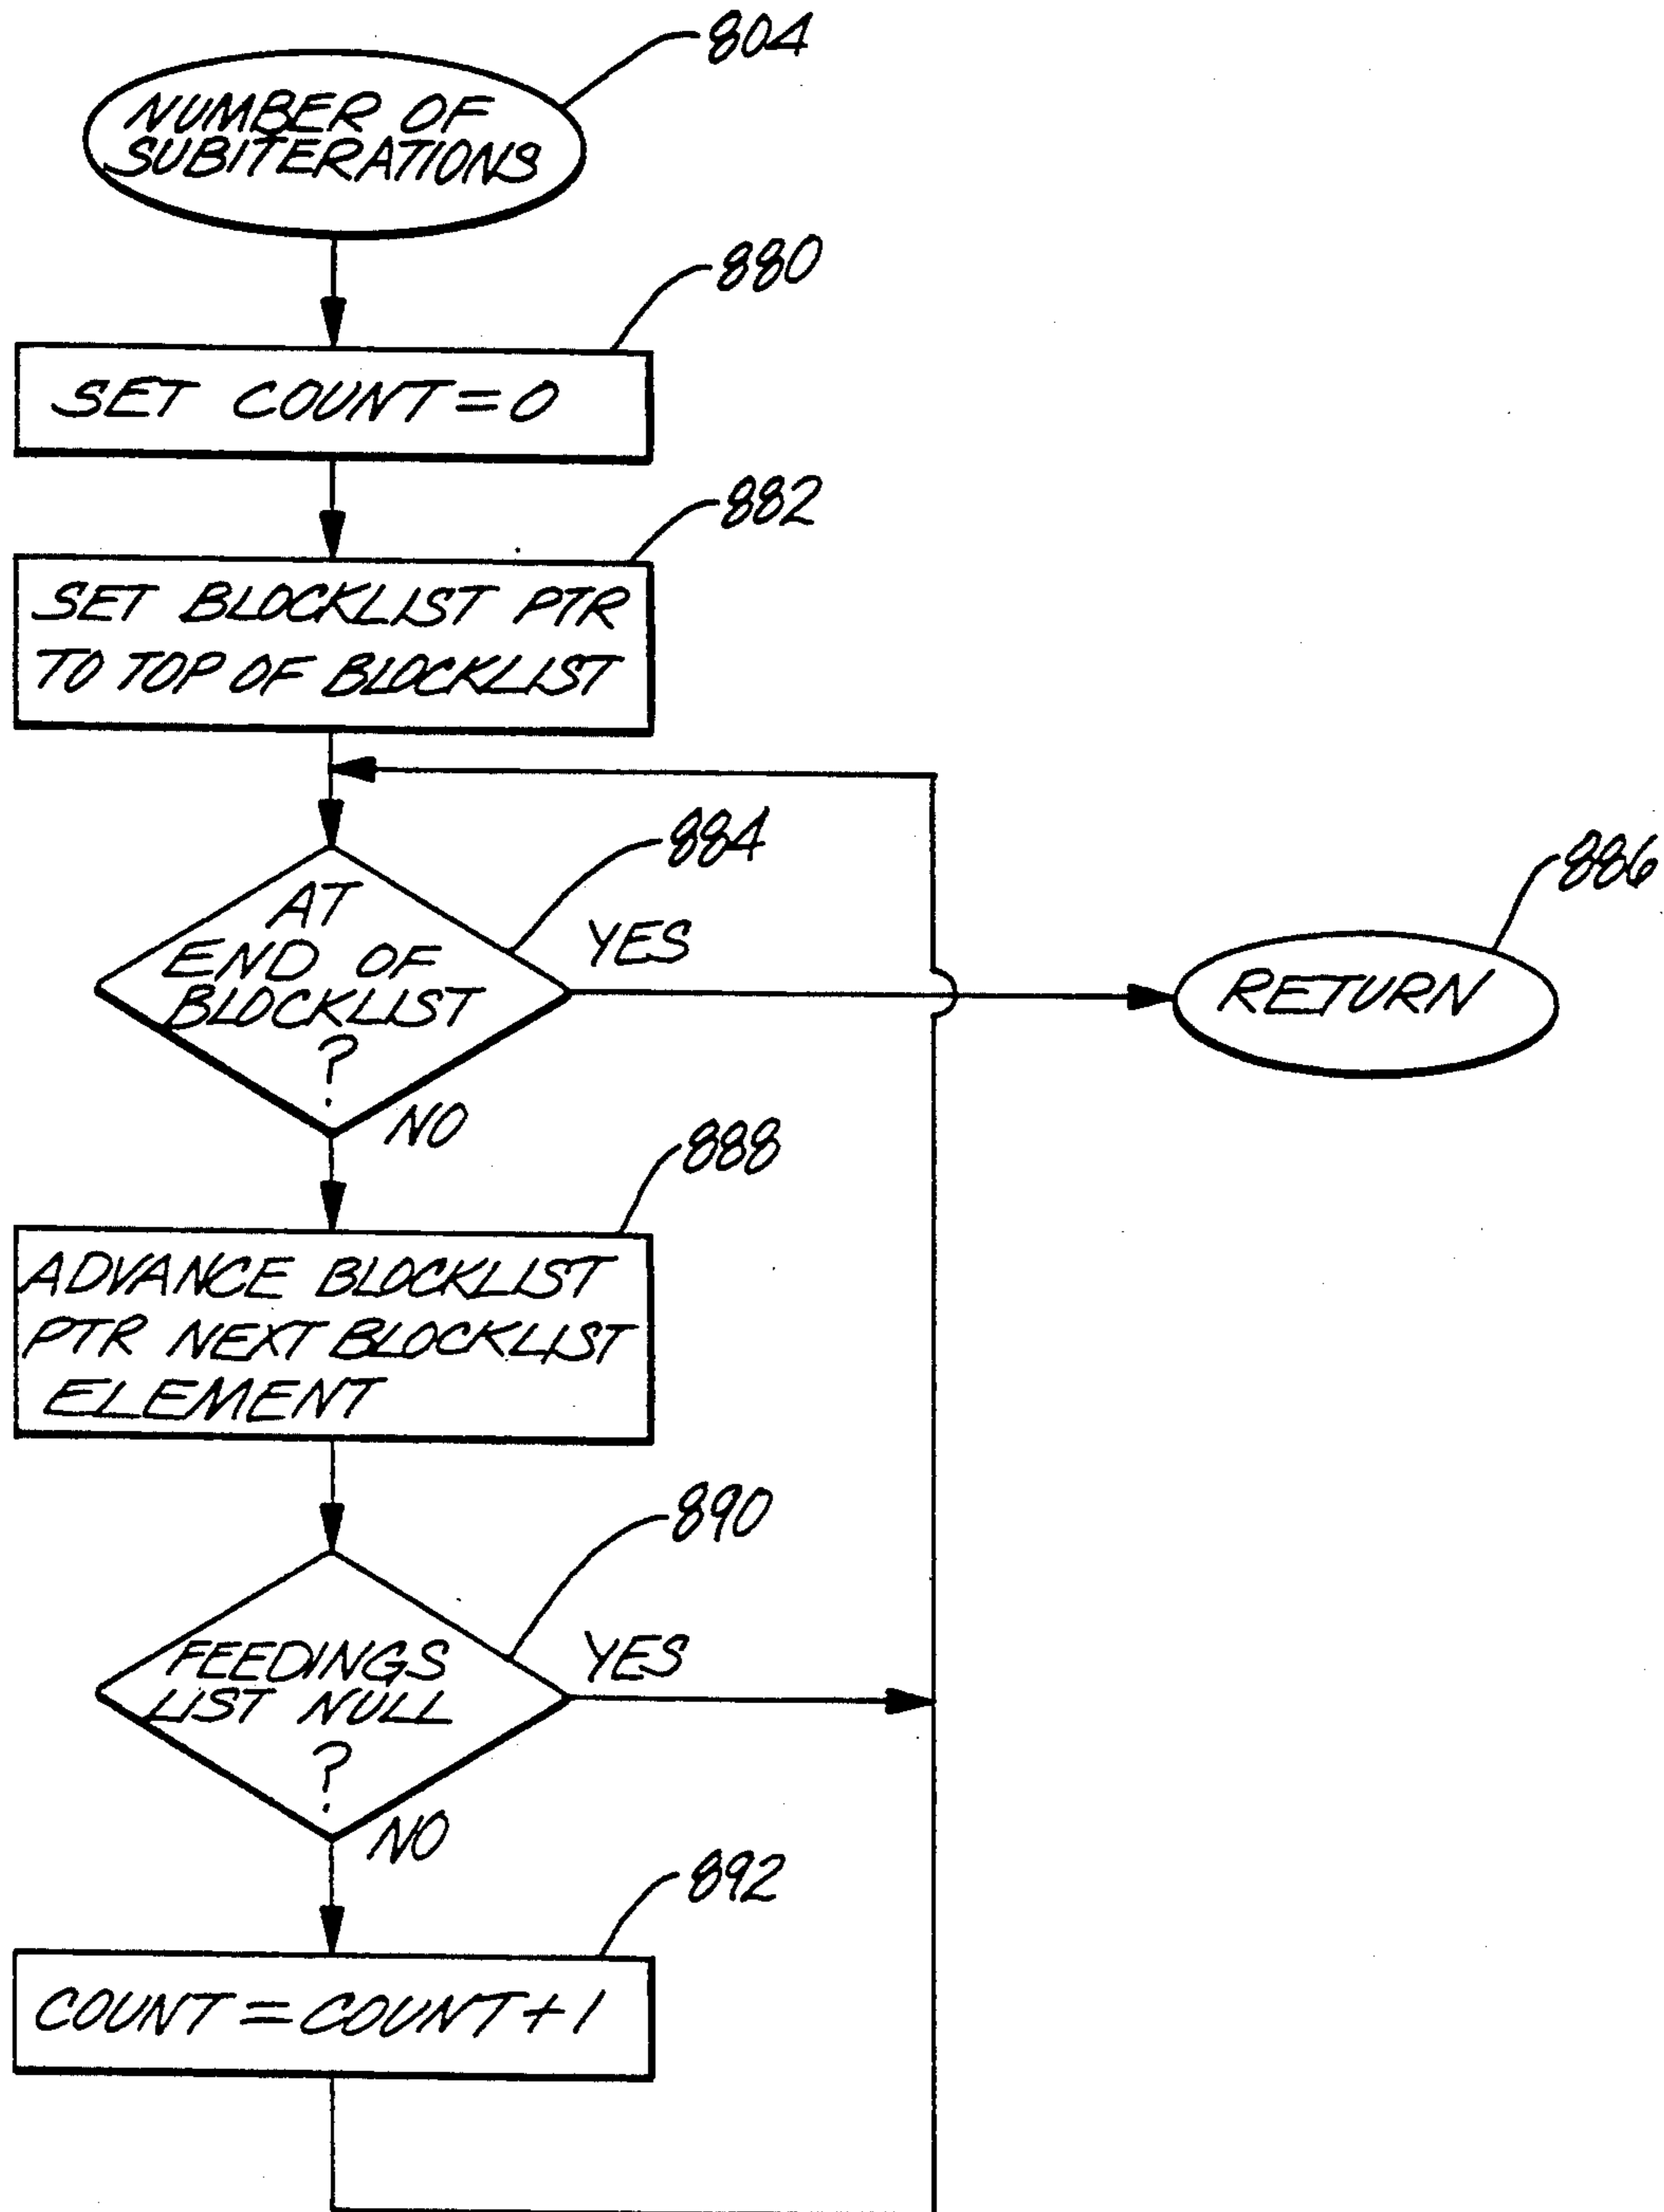 804
NUMBER OF
SUBITERATIONS
880
SET COUNT = 0
882
SET BLOCKLIST PTR
TO TOP OF BLOCKLIST
884
AT
END OF
BLOCKLIST
?
YES
886
RETURN
NO
888
ADVANCE BLOCKLIST
PTR NEXT BLOCKLIST
ELEMENT
890
FEEDINGS
LIST NULL
?
YES
NO
892
COUNT = COUNT + 1